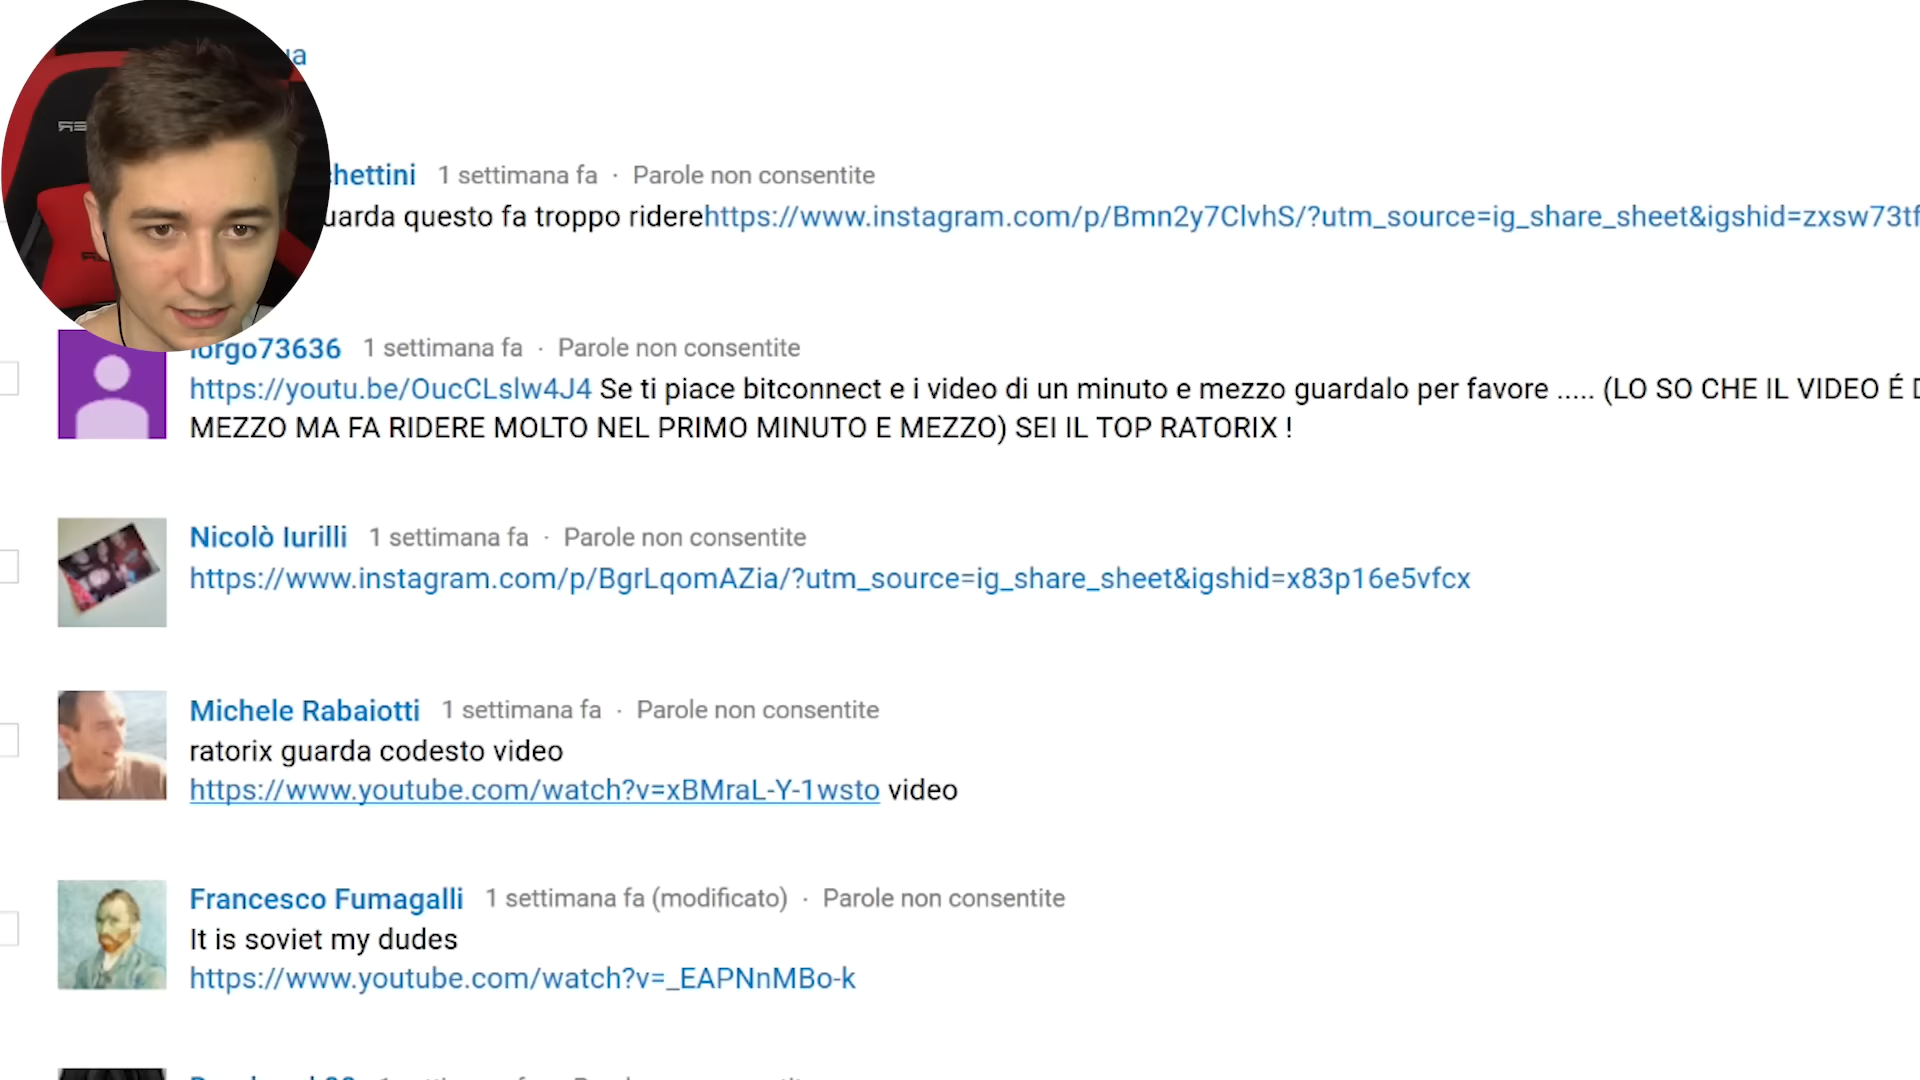 chettini 1 settimana fa · Parole non consentite
uarda questo fa troppo riderehttps://www.instagram.com/p/Bmn2y7ClvhS/?utm_source=ig_share_sheet&igshid=zxsw73tf
iorgo73636 1 settimana fa · Parole non consentite
https://youtu.be/OucCLslw4J4 Se ti piace bitconnect e i video di un minuto e mezzo guardalo per favore ..... (LO SO CHE IL VIDEO É D
MEZZO MA FA RIDERE MOLTO NEL PRIMO MINUTO E MEZZO) SEI IL TOP RATORIX !
Nicolò Iurilli 1 settimana fa · Parole non consentite
https://www.instagram.com/p/BgrLqomAZia/?utm_source=ig_share_sheet&igshid=x83p16e5vfcx
Michele Rabaiotti 1 settimana fa · Parole non consentite
ratorix guarda codesto video
https://www.youtube.com/watch?v=xBMraL-Y-1wsto video
Francesco Fumagalli 1 settimana fa (modificato) · Parole non consentite
It is soviet my dudes
https://www.youtube.com/watch?v=_EAPNnMBo-k